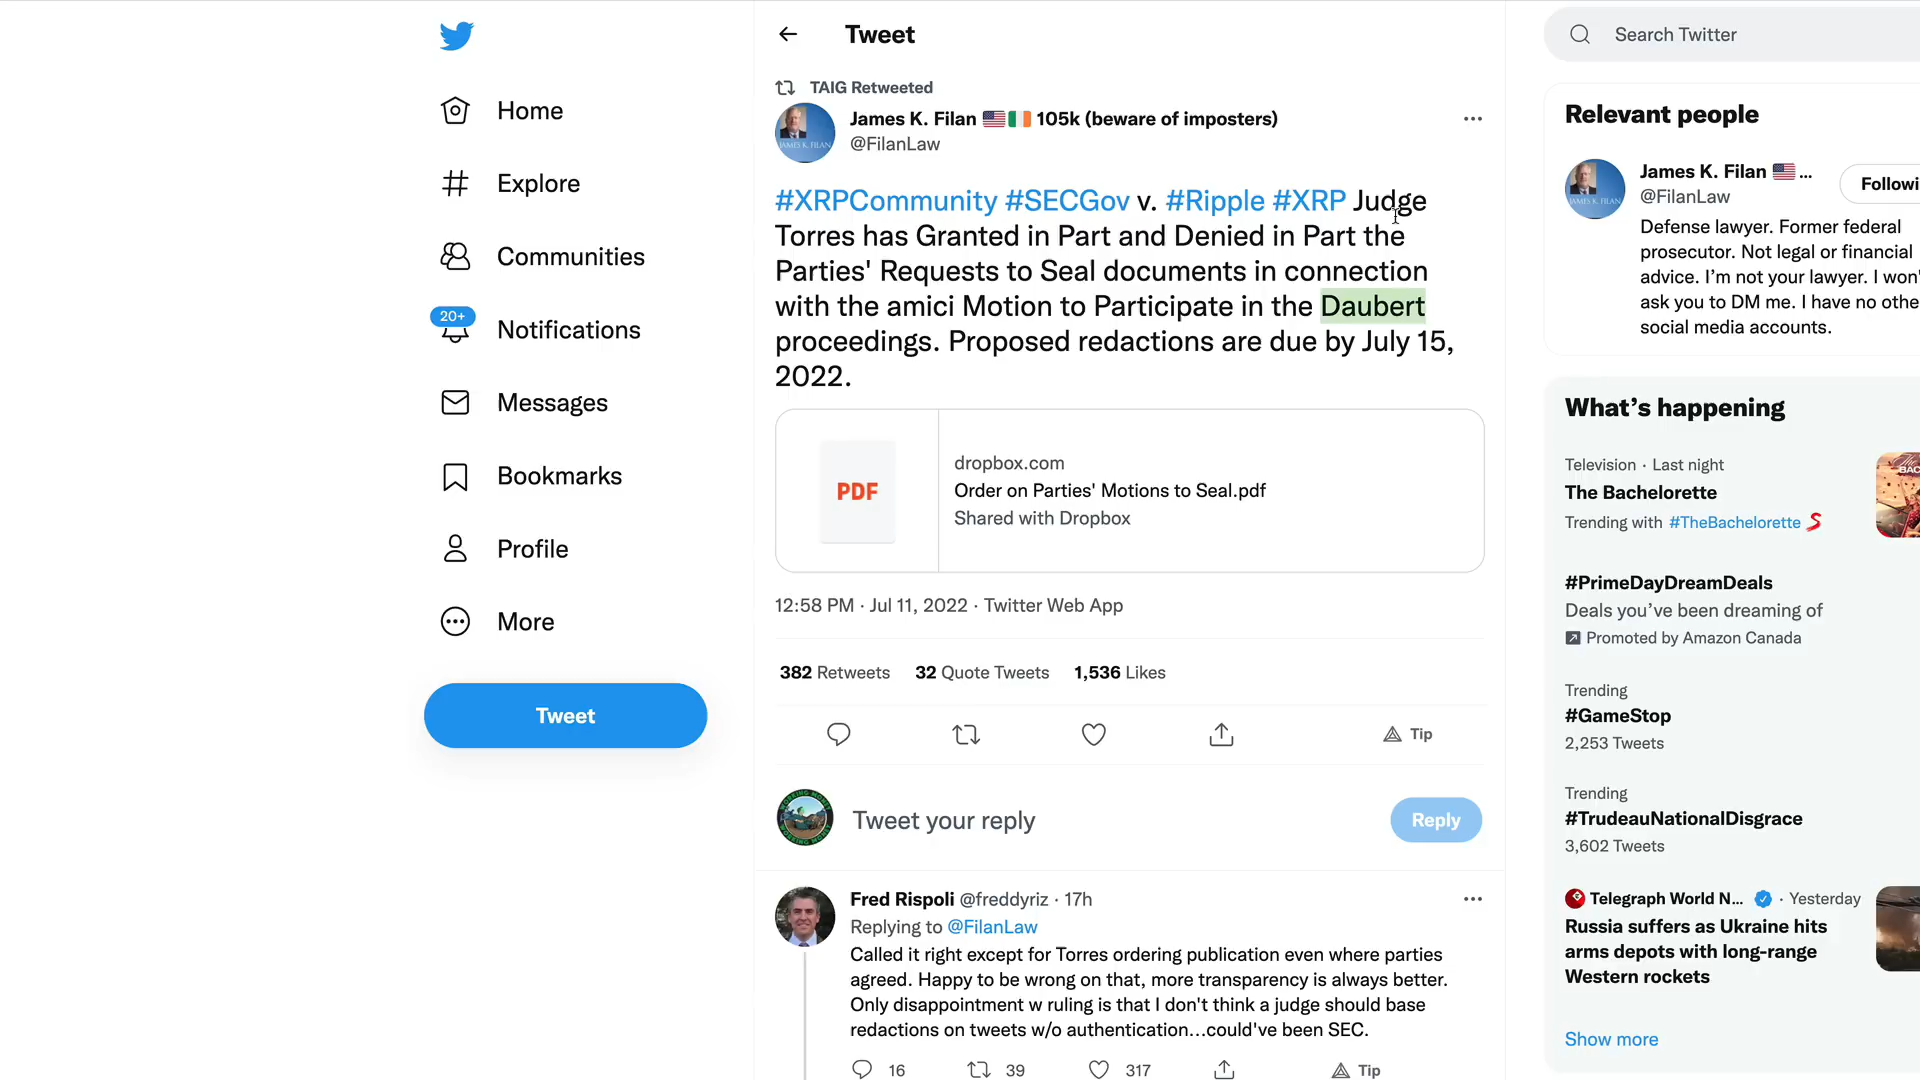 Home
Explore
Communities
20+
Notifications
Messages
Bookmarks
Profile
More
Tweet
Tweet
TAIG Retweeted
James K. Filan 🇺🇸🇮🇪 105k (beware of imposters)
@FilanLaw
#XRPCommunity #SECGov v. #Ripple #XRP Judge
Torres has Granted in Part and Denied in Part the
Parties' Requests to Seal documents in connection
with the amici Motion to Participate in the Daubert
proceedings. Proposed redactions are due by July 15,
2022.
PDF
dropbox.com
Order on Parties' Motions to Seal.pdf
Shared with Dropbox
12:58 PM · Jul 11, 2022 · Twitter Web App
382 Retweets 32 Quote Tweets 1,536 Likes
Tip
Tweet your reply
Reply
Fred Rispoli @freddyriz · 17h
Replying to @FilanLaw
Called it right except for Torres ordering publication even where parties
agreed. Happy to be wrong on that, more transparency is always better.
Only disappointment w ruling is that I don't think a judge should base
redactions on tweets w/o authentication...could've been SEC.
16 39 317 Tip
Search Twitter
Relevant people
James K. Filan 🇺🇸 ...
@FilanLaw
Followi
Defense lawyer. Former federal
prosecutor. Not legal or financial
advice. I'm not your lawyer. I won'
ask you to DM me. I have no othe
social media accounts.
What's happening
Television · Last night
The Bachelorette
Trending with #TheBachelorette
#PrimeDayDreamDeals
Deals you've been dreaming of
Promoted by Amazon Canada
Trending
#GameStop
2,253 Tweets
Trending
#TrudeauNationalDisgrace
3,602 Tweets
Telegraph World N... · Yesterday
Russia suffers as Ukraine hits
arms depots with long-range
Western rockets
Show more